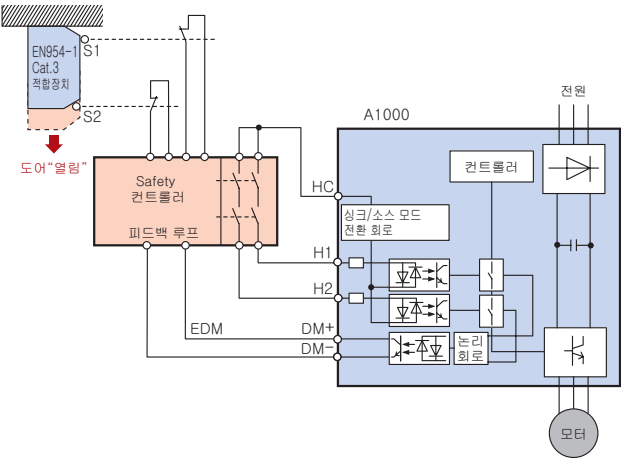 EN954-1
Cat.3
적합장치
S1
S2
도어“열림”
Safety
컨트롤러
피드백 루프
EDM
A1000
전원
컨트롤러
HC
싱크/소스 모드
전환 회로
H1
H2
DM+
DM-
논리
회로
모터